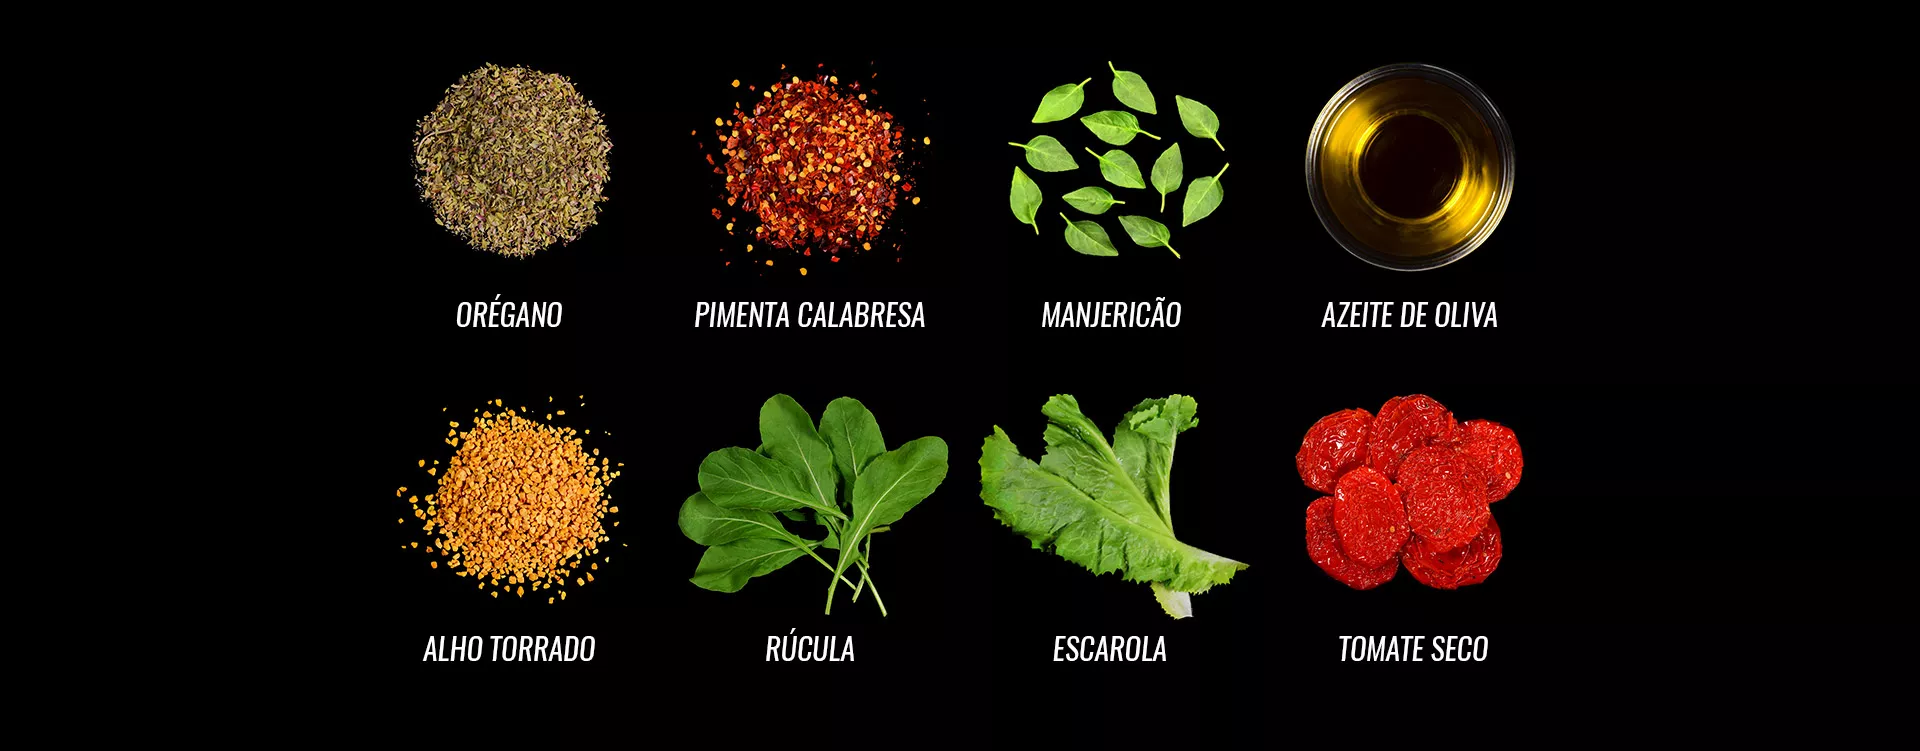 ORÉGANO
PIMENTA CALABRESA
MANJERICÃO
AZEITE DE OLIVA
ALHO TORRADO
RÚCULA
ESCAROLA
TOMATE SECO